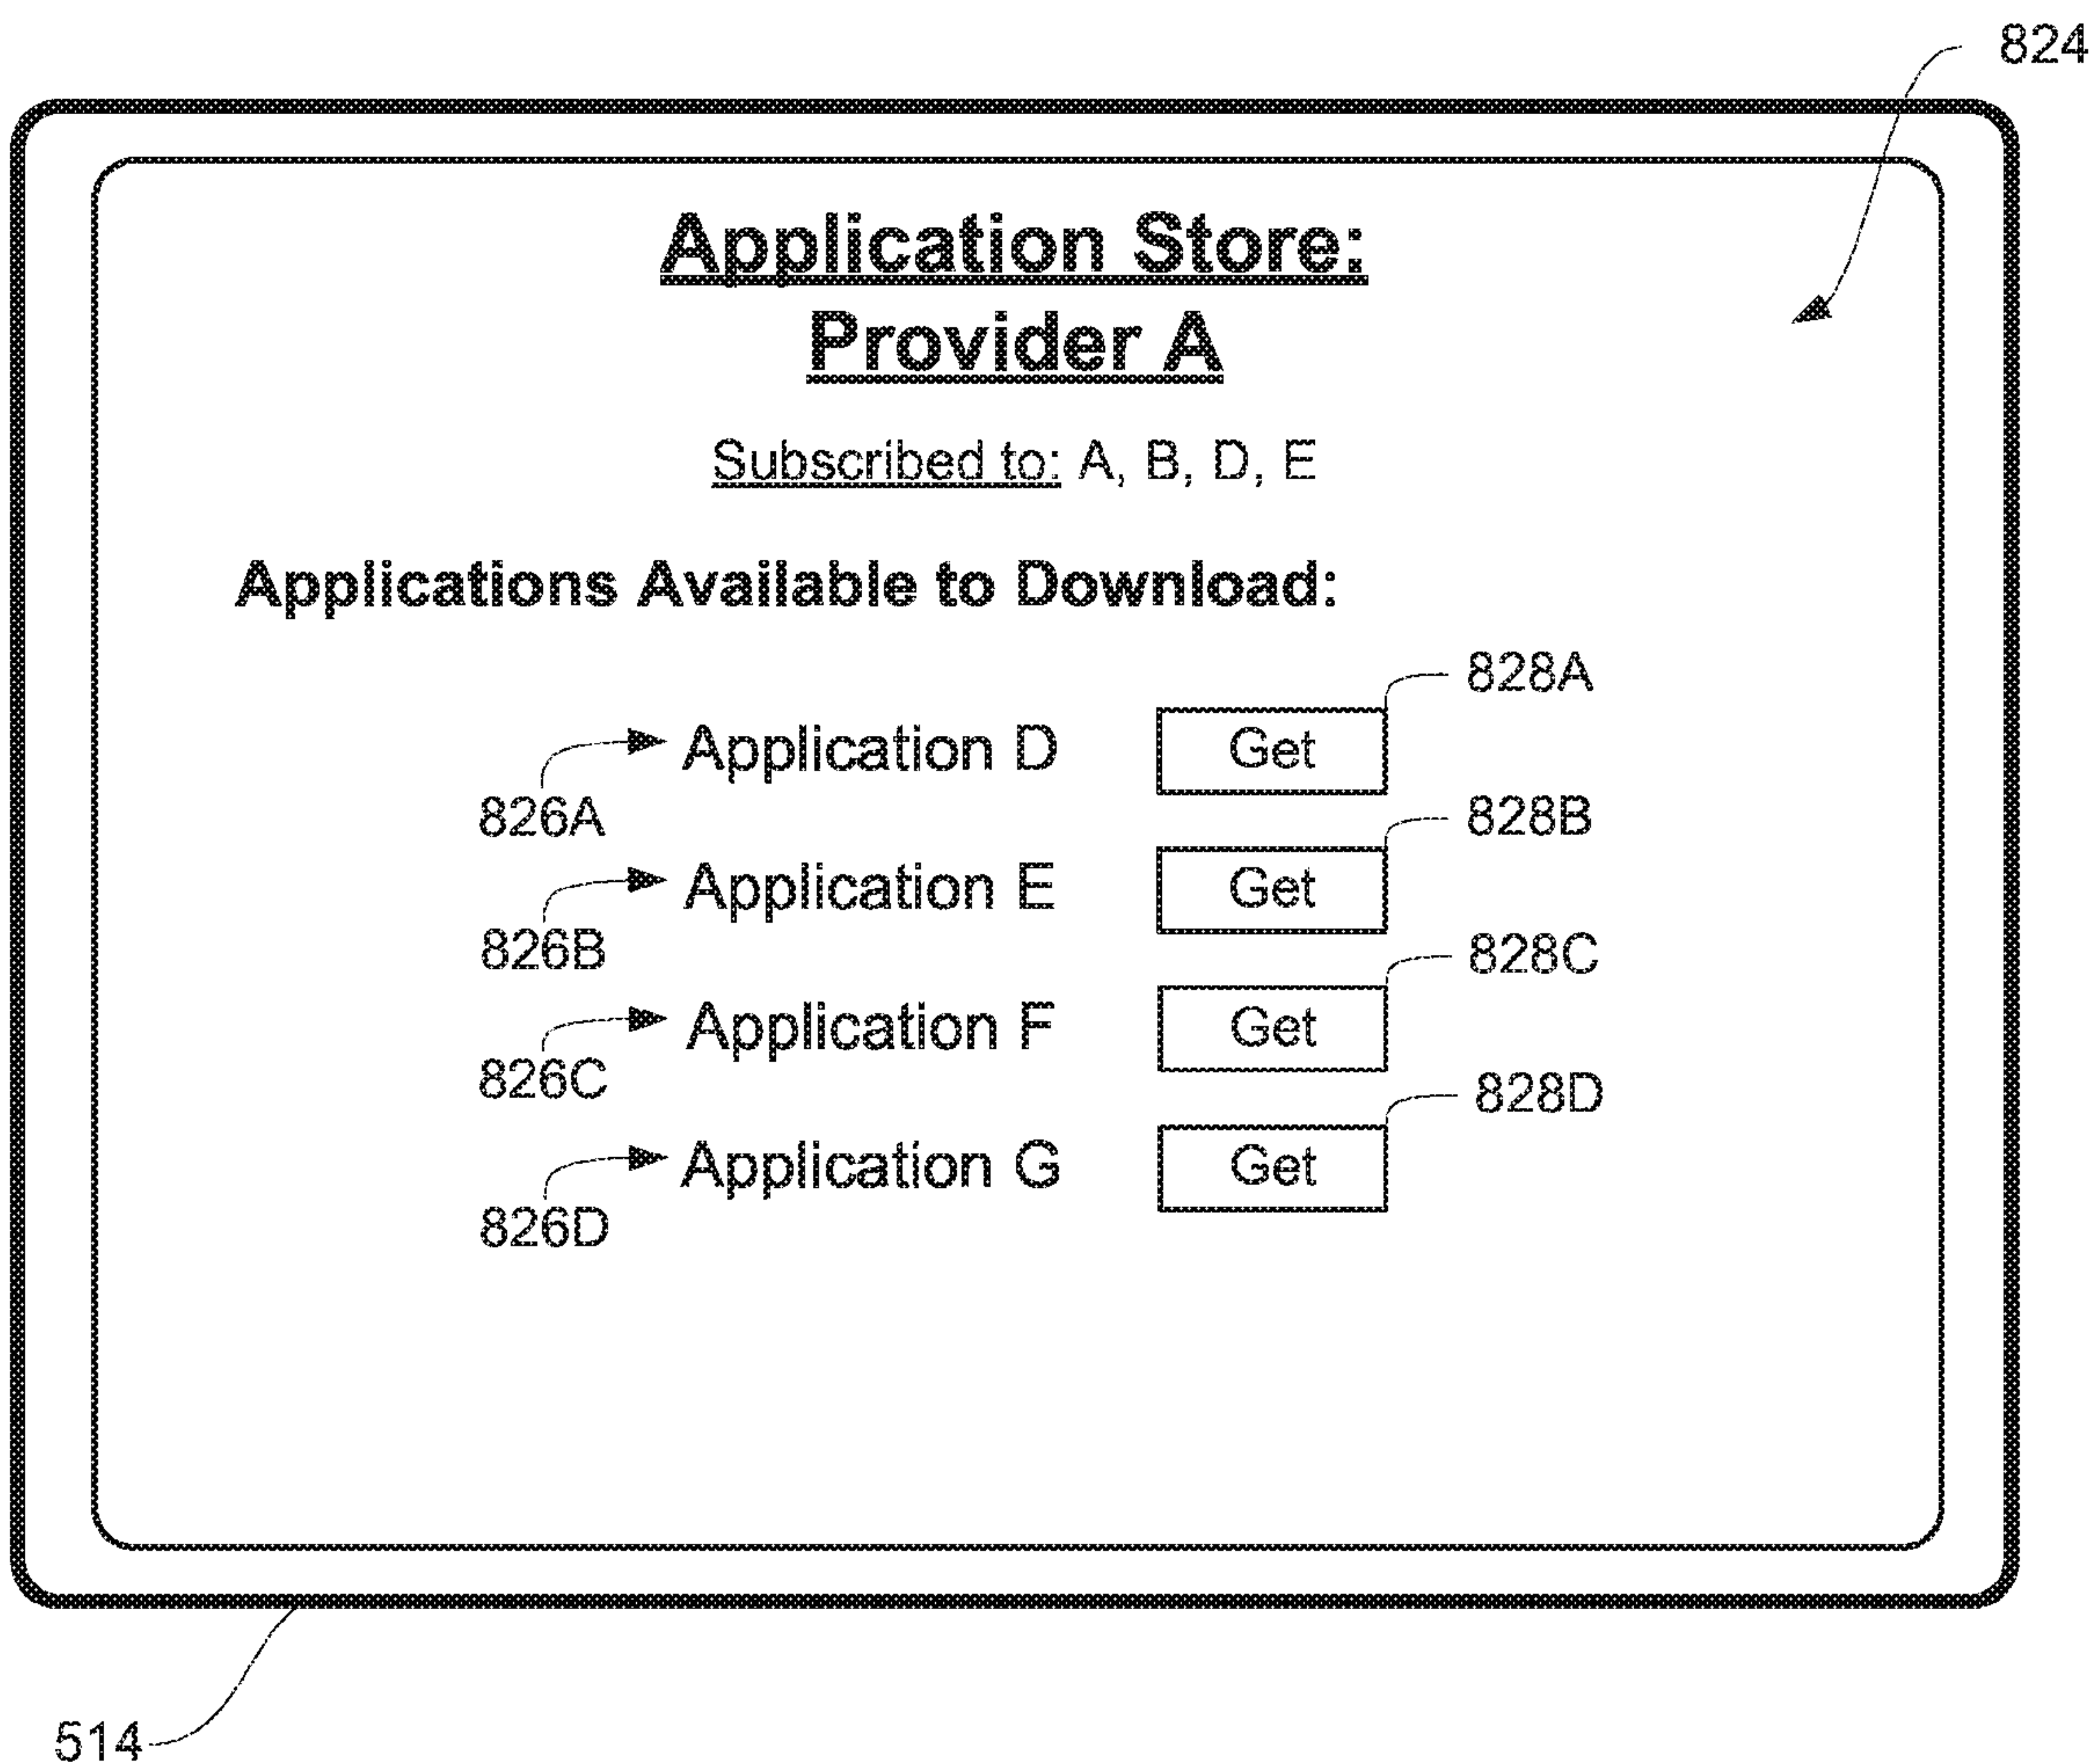 824
Application Store:
Provider A
Subscribed to: A, B, D, E
Applications Available to Download:
828A
Application D Get
826A
828B
Application E Get
826B
828C
Application F Get
826C
828D
Application G Get
826D
514